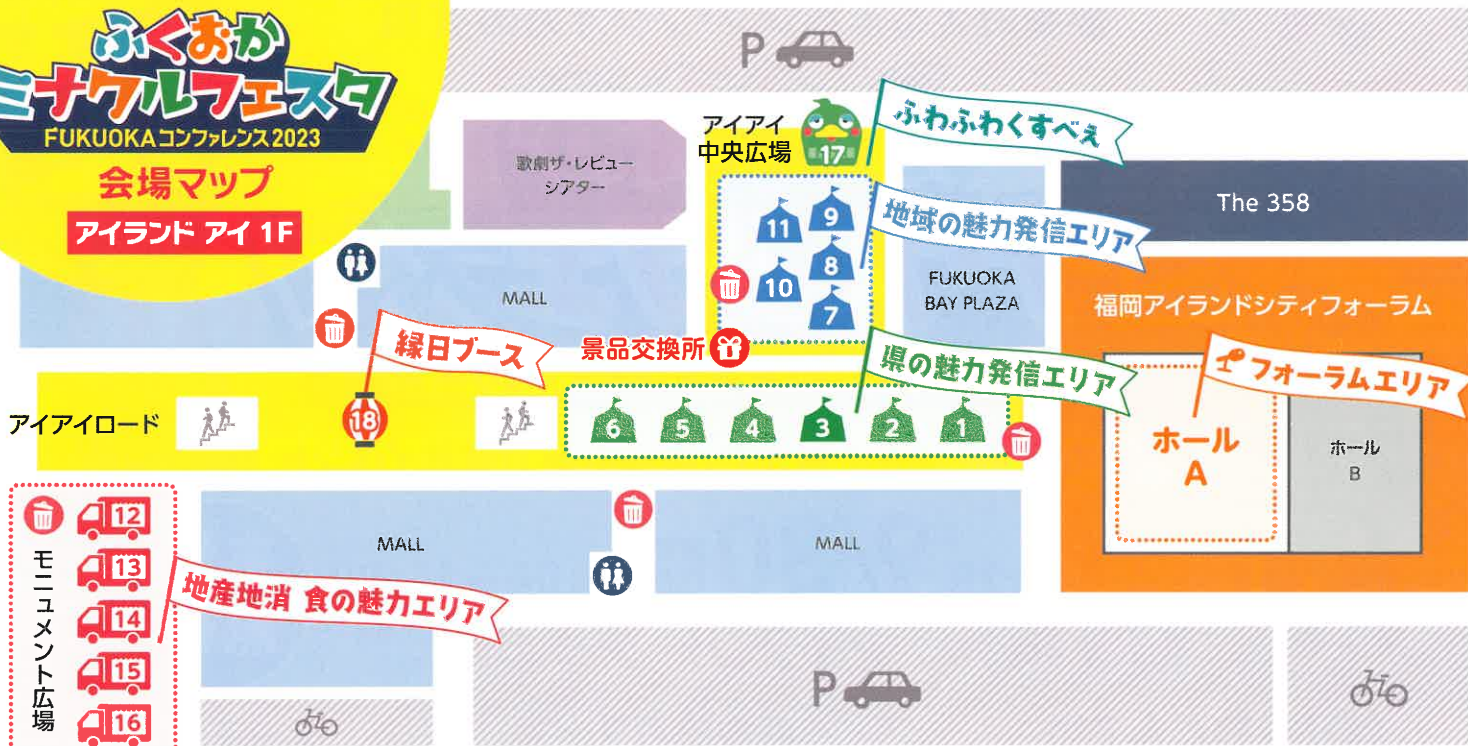 ふくおか
ミナクルフェスタ
FUKUOKAコンファレンス2023
会場マップ
アイランド アイ 1F
P
アイアイ
中央広場
17
ふわふわくすべえ
歌劇ザ・レビュー
シアター
The 358
地域の魅力発信エリア
11
9
8
10
7
FUKUOKA
BAY PLAZA
MALL
福岡アイランドシティフォーラム
縁日ブース
景品交換所
県の魅力発信エリア
フォーラムエリア
アイアイロード
18
6
5
4
3
2
1
ホール
A
ホール
B
12
13
14
15
16
モニュメント広場
MALL
MALL
地産地消 食の魅力エリア
P